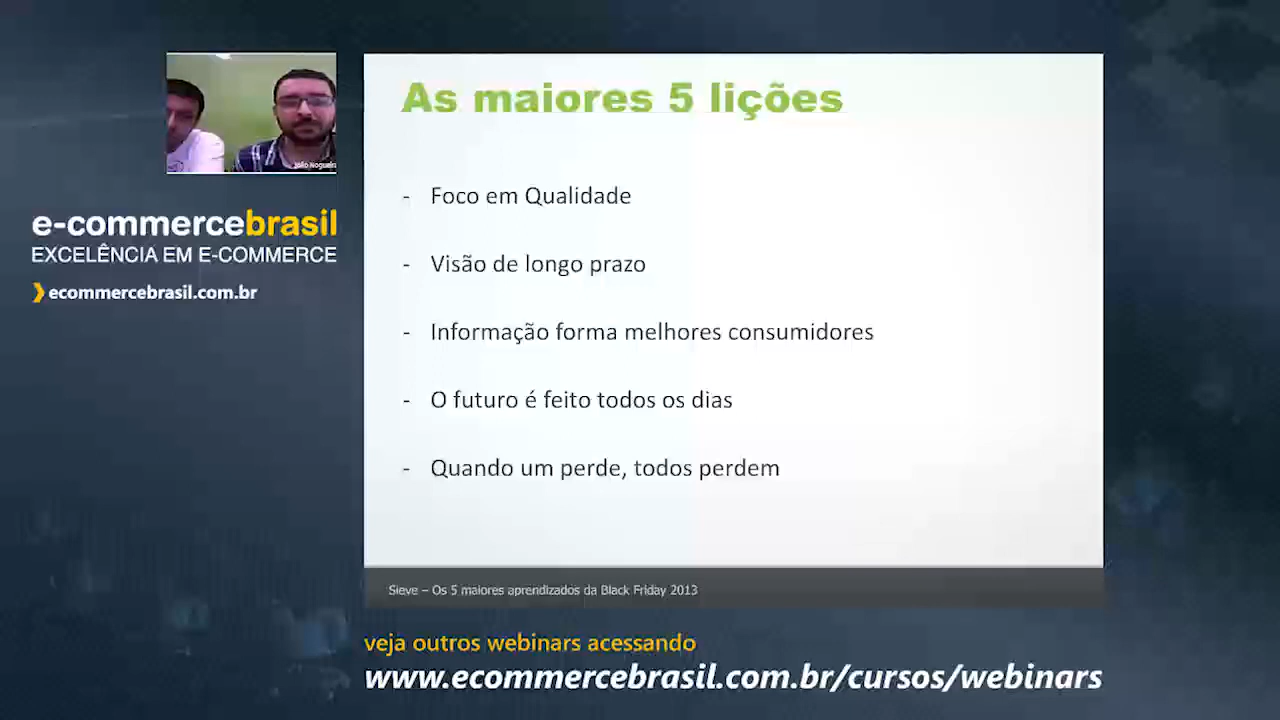 João Nogueira
e-commercebrasil
EXCELÊNCIA EM E-COMMERCE
ecommercebrasil.com.br
As maiores 5 lições
- Foco em Qualidade
- Visão de longo prazo
- Informação forma melhores consumidores
- O futuro é feito todos os dias
- Quando um perde, todos perdem
Sieve – Os 5 maiores aprendizados da Black Friday 2013
veja outros webinars acessando
www.ecommercebrasil.com.br/cursos/webinars